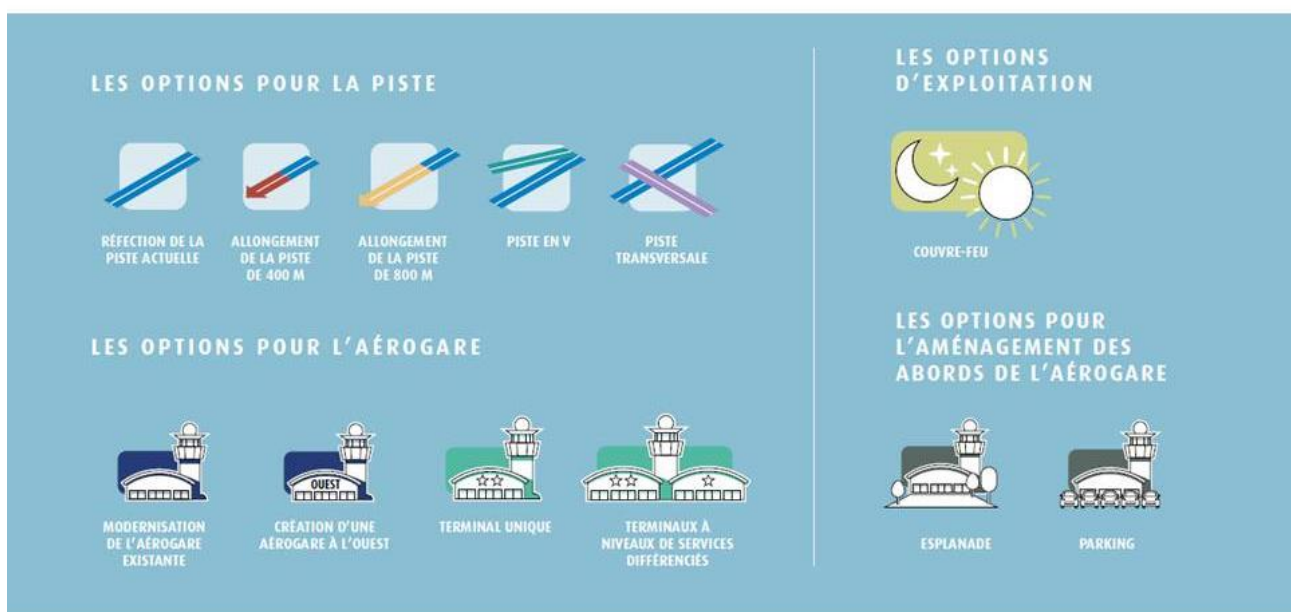 LES OPTIONS POUR LA PISTE
RÉFECTION DE LA
PISTE ACTUELLE
ALLONGEMENT
DE LA PISTE
DE 400 M
ALLONGEMENT
DE LA PISTE
DE 800 M
PISTE EN V
PISTE
TRANSVERSALE
LES OPTIONS POUR L'AÉROGARE
MODERNISATION
DE L'AÉROGARE
EXISTANTE
OUEST
CRÉATION D'UNE
AÉROGARE À L'OUEST
TERMINAL UNIQUE
TERMINAUX À
NIVEAUX DE SERVICES
DIFFÉRENCIÉS
LES OPTIONS
D'EXPLOITATION
COUVRE-FEU
LES OPTIONS POUR
L'AMÉNAGEMENT DES
ABORDS DE L'AÉROGARE
ESPLANADE
PARKING